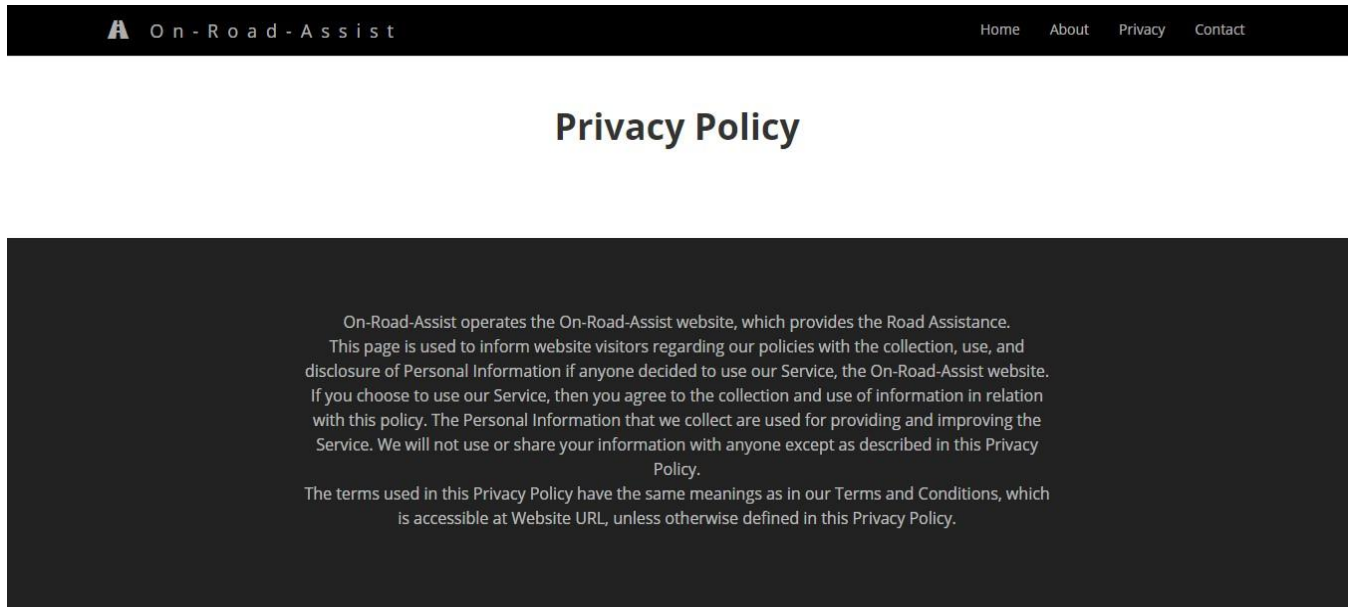 On-Road-Assist Home About Privacy Contact
Privacy Policy
On-Road-Assist operates the On-Road-Assist website, which provides the Road Assistance.
This page is used to inform website visitors regarding our policies with the collection, use, and
disclosure of Personal Information if anyone decided to use our Service, the On-Road-Assist website.
If you choose to use our Service, then you agree to the collection and use of information in relation
with this policy. The Personal Information that we collect are used for providing and improving the
Service. We will not use or share your information with anyone except as described in this Privacy
Policy.
The terms used in this Privacy Policy have the same meanings as in our Terms and Conditions, which
is accessible at Website URL, unless otherwise defined in this Privacy Policy.